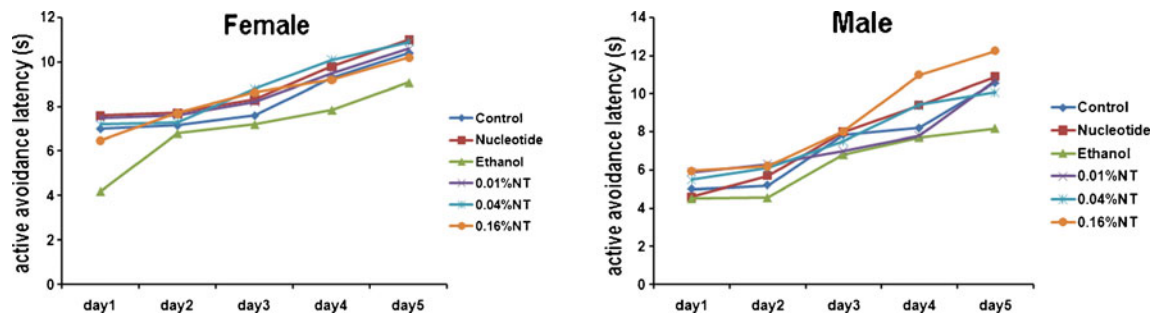 Female
active avoidance latency (s)
12
10
8
6
4
2
0
day1 day2 day3 day4 day5
Control
Nucleotide
Ethanol
0.01%NT
0.04%NT
0.16%NT
Male
active avoidance latency (s)
14
12
10
8
6
4
2
0
day1 day2 day3 day4 day5
Control
Nucleotide
Ethanol
0.01%NT
0.04%NT
0.16%NT